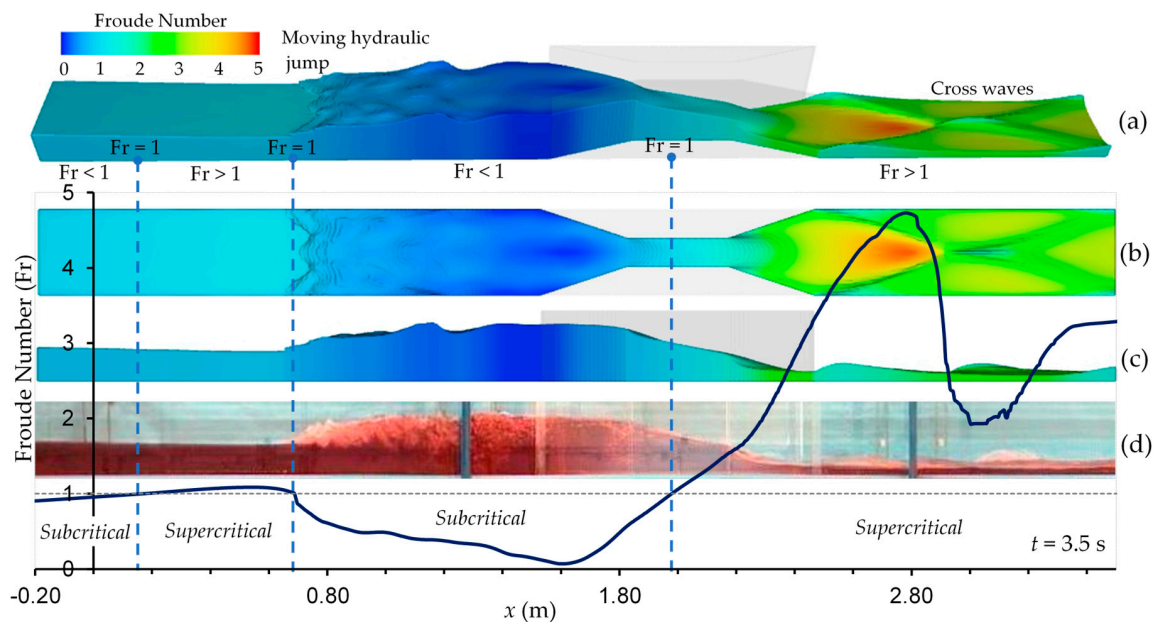 Froude Number
0 1 2 3 4 5
Moving hydraulic
jump
Cross waves
(a)
Fr = 1
Fr = 1
Fr = 1
Fr < 1
Fr > 1
Fr < 1
Fr > 1
Froude Number (Fr)
5
4
3
2
1
0
(b)
(c)
(d)
Subcritical
Supercritical
Subcritical
Supercritical
t = 3.5 s
-0.20
0.80
1.80
2.80
x (m)